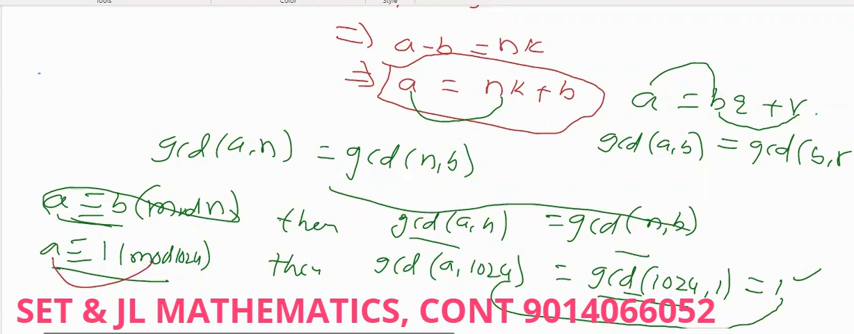 Tools Color Style
=) a-b = nk
=) a = nk+b
a = bq + r.
gcd(a,n) = gcd(n,b)
gcd(a,b) = gcd(b,r
a ≡ b (mod n) then gcd(a,n) = gcd(n,b)
a ≡ 1 (mod 1024) then gcd(a,1024) = gcd(1024,1) = 1 ✓
SET & JL MATHEMATICS, CONT 9014066052